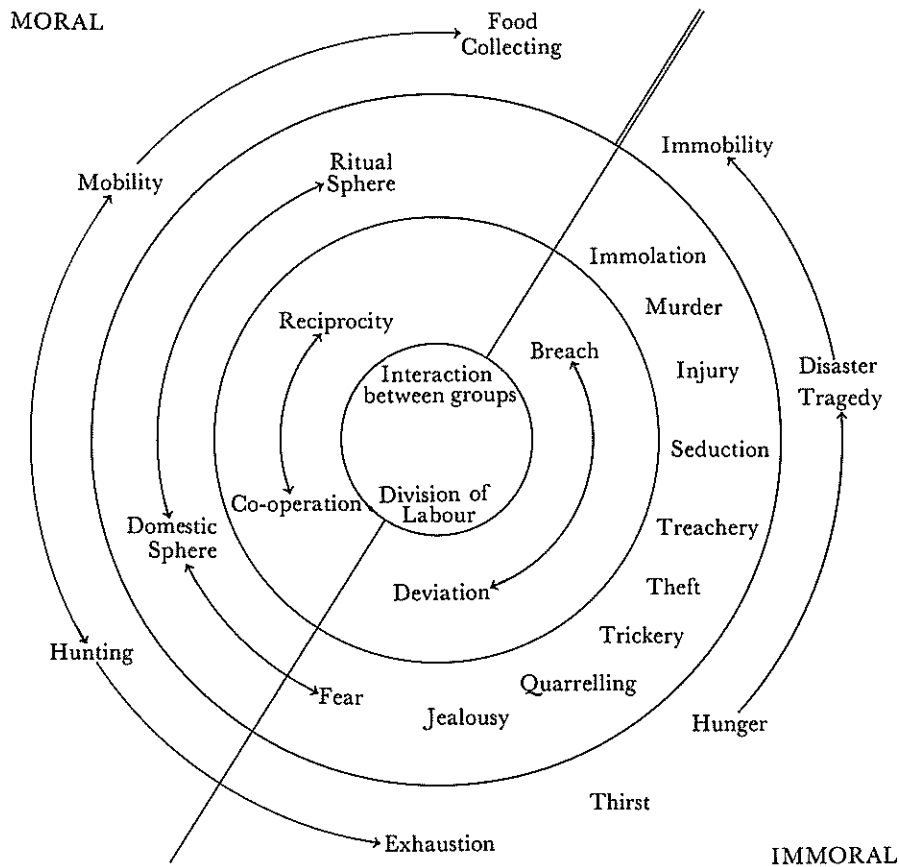 MORAL
Food
Collecting
Immobility
Ritual
Sphere
Mobility
Immolation
Murder
Reciprocity
Breach
Injury
Interaction
between groups
Disaster
Tragedy
Seduction
Co-operation
Division of
Labour
Domestic
Sphere
Treachery
Deviation
Theft
Trickery
Hunting
Quarrelling
Fear
Jealousy
Hunger
Thirst
Exhaustion
IMMORAL